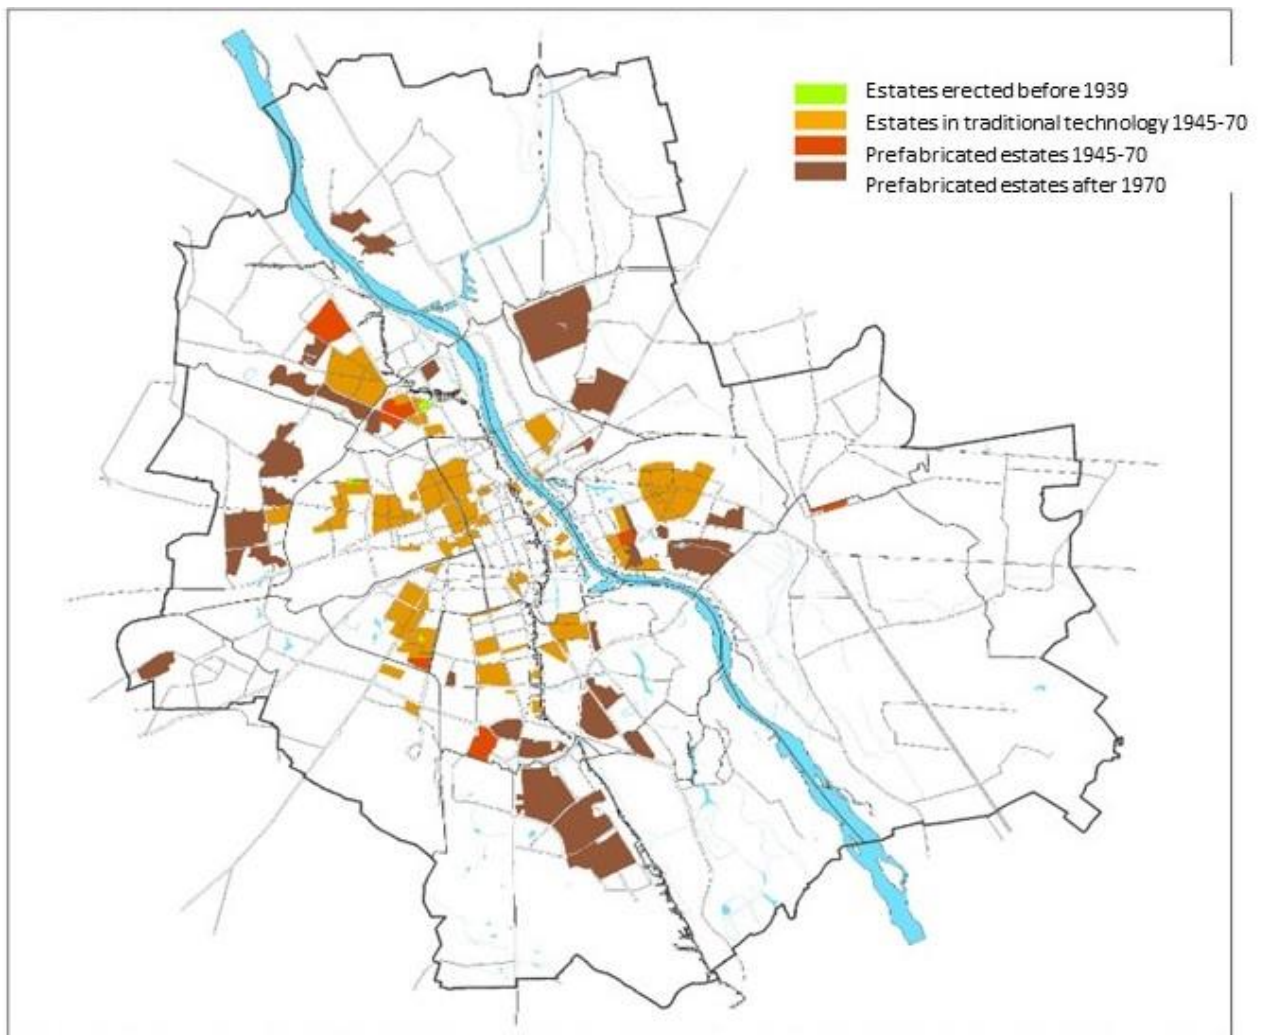 Estates erected before 1939
Estates in traditional technology 1945-70
Prefabricated estates 1945-70
Prefabricated estates after 1970